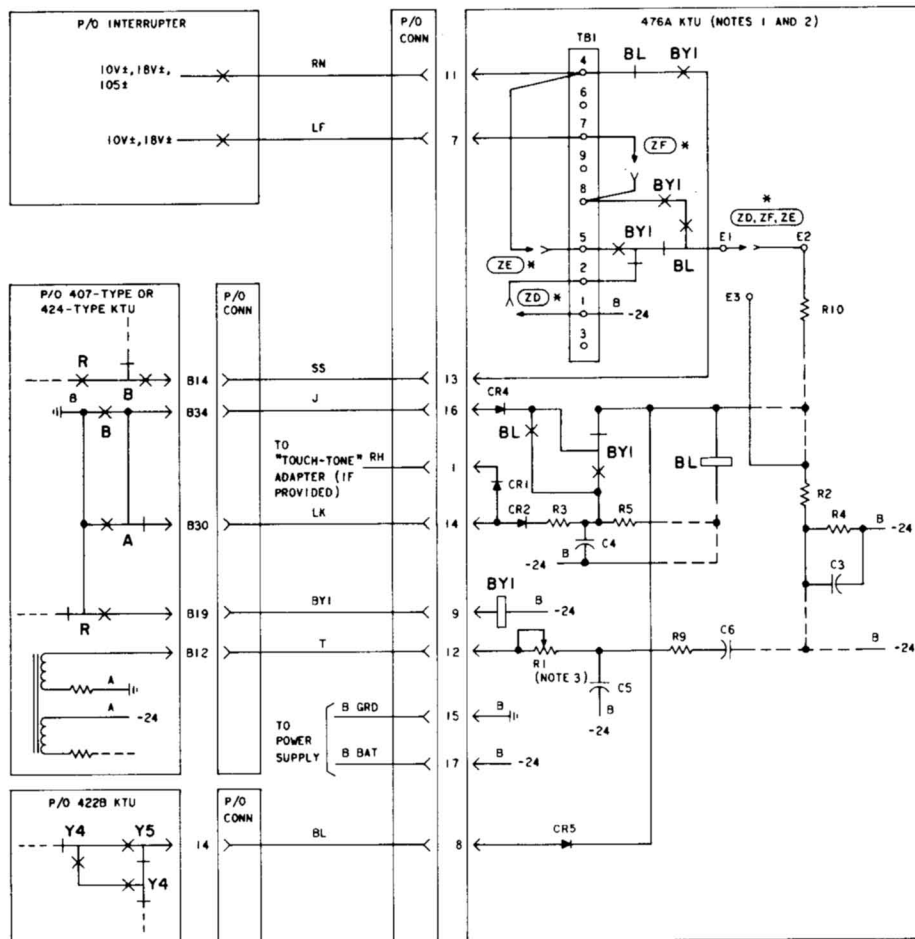 P/O INTERRUPTER
P/O
CONN
476A KTU (NOTES 1 AND 2)
10V±, 18V±,
105±
RN
11
TB1
4
BL
BY1
6
10V±, 18V±
LF
7
7
9
ZF *
8
BY1
*
ZD, ZF, ZE
5
BY1
E1
E2
ZE *
2
BL
ZD *
1
B
-24
E3
R10
3
P/O 407-TYPE OR
424-TYPE KTU
P/O
CONN
R
B
B14
SS
13
B
B
B34
J
16
CR4
BL
BY1
BL
TO
"TOUCH-TONE"
ADAPTER (IF
PROVIDED)
RH
1
CR1
R2
A
B30
LK
14
CR2
R3
R5
R4
B
-24
C4
B
-24
C3
BY1
R
B19
BY1
9
B
-24
B12
T
12
R1
(NOTE 3)
R9
C6
B
-24
C5
B
-24
A
A
-24
TO
POWER
SUPPLY
B GRD
15
B
B BAT
17
B
-24
P/O 422B KTU
P/O
CONN
Y4
Y5
14
BL
8
CR5
Y4